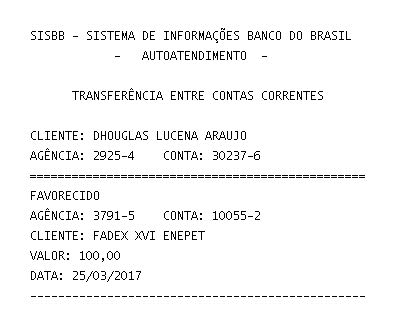 SISBB - SISTEMA DE INFORMAÇÕES BANCO DO BRASIL
- AUTOATENDIMENTO -
TRANSFERÊNCIA ENTRE CONTAS CORRENTES
CLIENTE: DHOUGLAS LUCENA ARAUJO
AGÊNCIA: 2925-4 CONTA: 30237-6
================================================
FAVORECIDO
AGÊNCIA: 3791-5 CONTA: 10055-2
CLIENTE: FADEX XVI ENEPET
VALOR: 100,00
DATA: 25/03/2017
------------------------------------------------